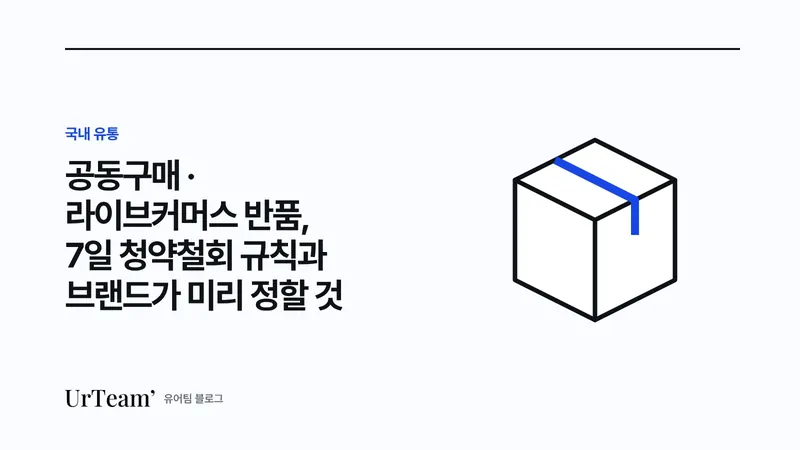 국내 유통
공동구매 ·
라이브커머스 반품,
7일 청약철회 규칙과
브랜드가 미리 정할 것
UrTeam’ 유어팀 블로그